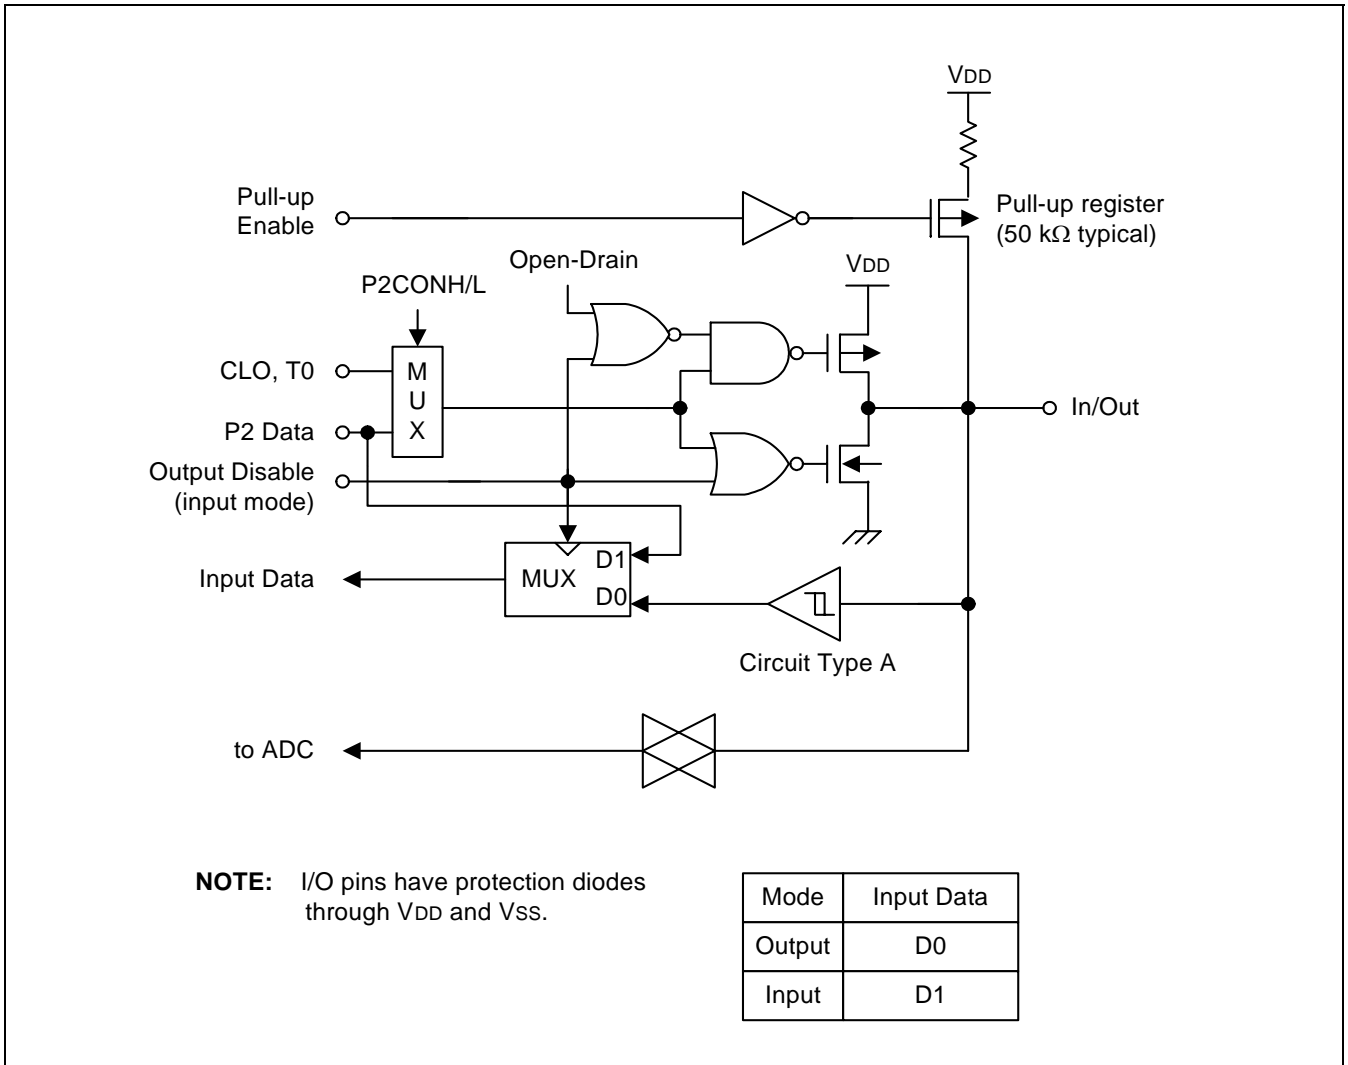 VDD
Pull-up
Enable
Pull-up register
(50 kΩ typical)
Open-Drain
VDD
P2CONH/L
CLO, T0
M
U
X
P2 Data
In/Out
Output Disable
(input mode)
Input Data
MUX
D1
D0
Circuit Type A
to ADC
NOTE: I/O pins have protection diodes
through VDD and VSS.
Mode Input Data
Output D0
Input D1